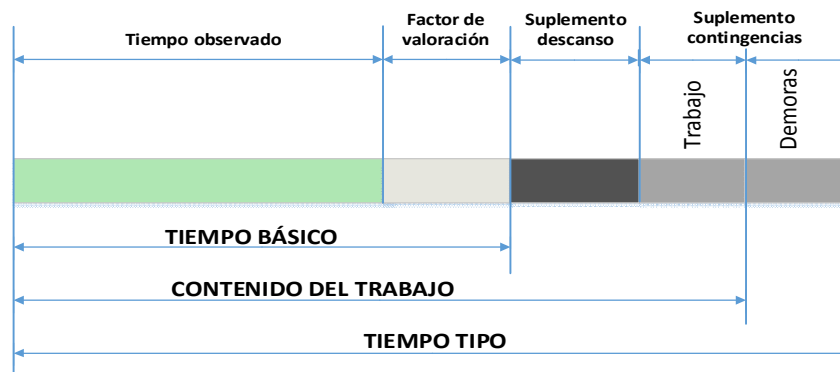 Tiempo observado
Factor de
valoración
Suplemento
descanso
Suplemento
contingencias
Trabajo
Demoras
TIEMPO BÁSICO
CONTENIDO DEL TRABAJO
TIEMPO TIPO